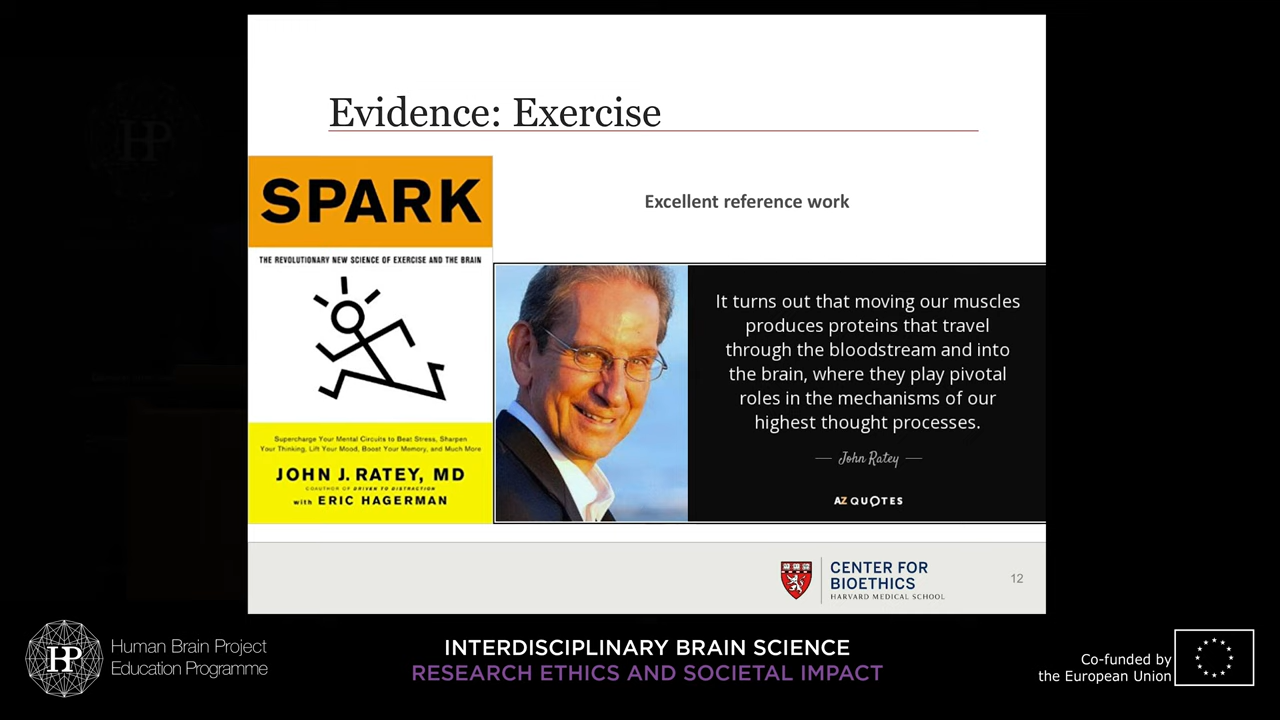 Evidence: Exercise
SPARK
THE REVOLUTIONARY NEW SCIENCE OF EXERCISE AND THE BRAIN
Supercharge Your Mental Circuits to Beat Stress, Sharpen
Your Thinking, Lift Your Mood, Boost Your Memory, and Much More
JOHN J. RATEY, MD
COAUTHOR OF DRIVEN TO DISTRACTION
with ERIC HAGERMAN
Excellent reference work
It turns out that moving our muscles
produces proteins that travel
through the bloodstream and into
the brain, where they play pivotal
roles in the mechanisms of our
highest thought processes.
John Ratey
AZ QUOTES
CENTER FOR
BIOETHICS
HARVARD MEDICAL SCHOOL
12
HP
Human Brain Project
Education Programme
INTERDISCIPLINARY BRAIN SCIENCE
RESEARCH ETHICS AND SOCIETAL IMPACT
Co-funded by
the European Union